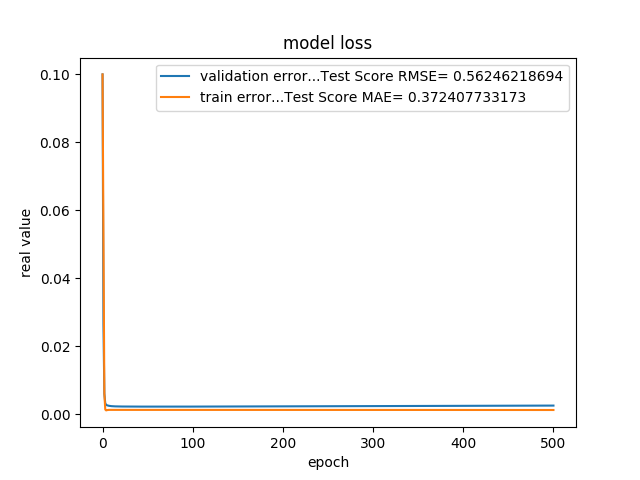 model loss
validation error...Test Score RMSE= 0.56246218694
train error...Test Score MAE= 0.372407733173
real value
0.10
0.08
0.06
0.04
0.02
0.00
0 100 200 300 400 500
epoch